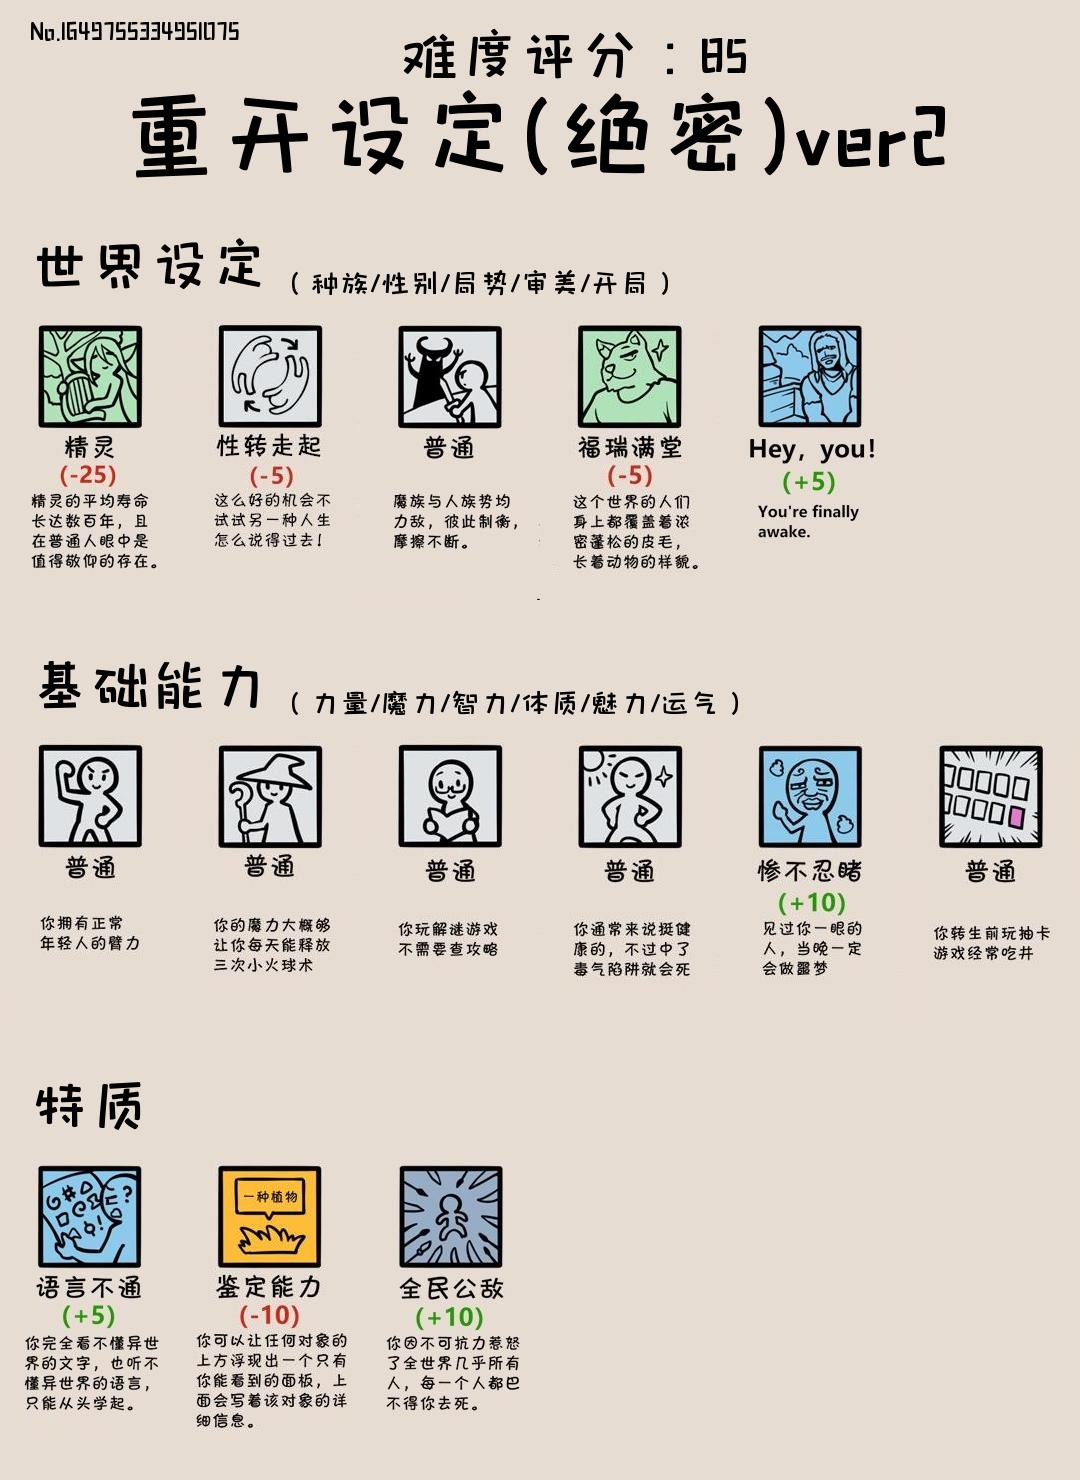 No.1649755334951075
难度评分：85
重开设定(绝密)ver2
世界设定 （种族/性别/局势/审美/开局）
精灵
(-25)
精灵的平均寿命
长达数百年，且
在普通人眼中是
值得敬仰的存在。
性转走起
(-5)
这么好的机会不
试试另一种人生
怎么说得过去！
普通
魔族与人族势均
力敌，彼此制衡，
摩擦不断。
福瑞满堂
(-5)
这个世界的人们
身上都覆盖着浓
密蓬松的皮毛，
长着动物的样貌。
Hey, you!
(+5)
You're finally
awake.
基础能力 （力量/魔力/智力/体质/魅力/运气）
普通
你拥有正常
年轻人的臂力
普通
你的魔力大概够
让你每天能释放
三次小火球术
普通
你玩解谜游戏
不需要查攻略
普通
你通常来说挺健
康的，不过中了
毒气陷阱就会死
惨不忍睹
(+10)
见过你一眼的
人，当晚一定
会做噩梦
普通
你转生前玩抽卡
游戏经常吃井
特质
语言不通
(+5)
你完全看不懂异世
界的文字，也听不
懂异世界的语言，
只能从头学起。
一种植物
鉴定能力
(-10)
你可以让任何对象的
上方浮现出一个只有
你能看到的面板，上
面会写着该对象的详
细信息。
全民公敌
(+10)
你因不可抗力惹怒
了全世界几乎所有
人，每一个人都巴
不得你去死。